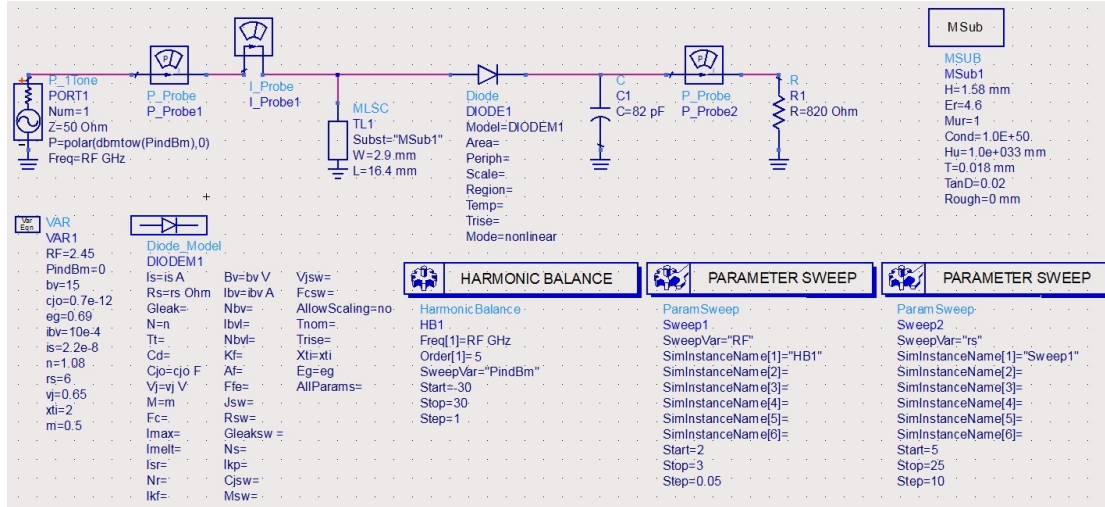 P_1Tone
PORT1
Num=1
Z=50 Ohm
P=polar(dbmtow(PindBm),0)
Freq=RF GHz
P_Probe
P_Probe1
I_Probe
I_Probe1
MLSC
TL1
Subst="MSub1"
W=2.9 mm
L=16.4 mm
Diode
DIODE1
Model=DIODEM1
Area=
Periph=
Scale=
Region=
Temp=
Trise=
Mode=nonlinear
C
C1
C=82 pF
P_Probe
P_Probe2
R
R1
R=820 Ohm
MSub
MSUB
MSub1
H=1.58 mm
Er=4.6
Mur=1
Cond=1.0E+50
Hu=1.0e+033 mm
T=0.018 mm
TanD=0.02
Rough=0 mm
Var
Eqn
VAR
VAR1
RF=2.45
PindBm=0
bv=15
cjo=0.7e-12
eg=0.69
ibv=10e-4
is=2.2e-8
n=1.08
rs=6
vj=0.65
xti=2
m=0.5
Diode_Model
DIODEM1
Is=is A
Rs=rs Ohm
Gleak=
N=n
Tt=
Cd=
Cjo=cjo F
Vj=vj V
M=m
Fc=
Imax=
Imelt=
Isr=
Nr=
Ikf=
Bv=bv V
Ibv=ibv A
Nbv=
Ibvl=
Nbvl=
Kf=
Af=
Ffe=
Jsw=
Rsw=
Gleaksw =
Ns=
Ikp=
Cjsw=
Msw=
Vjsw=
Fcsw=
AllowScaling=no
Tnom=
Trise=
Xti=xti
Eg=eg
AllParams=
HARMONIC BALANCE
HarmonicBalance
HB1
Freq[1]=RF GHz
Order[1]= 5
SweepVar="PindBm"
Start=-30
Stop=30
Step=1
PARAMETER SWEEP
ParamSweep
Sweep1
SweepVar="RF"
SimInstanceName[1]="HB1"
SimInstanceName[2]=
SimInstanceName[3]=
SimInstanceName[4]=
SimInstanceName[5]=
SimInstanceName[6]=
Start=2
Stop=3
Step=0.05
PARAMETER SWEEP
ParamSweep
Sweep2
SweepVar="rs"
SimInstanceName[1]="Sweep1"
SimInstanceName[2]=
SimInstanceName[3]=
SimInstanceName[4]=
SimInstanceName[5]=
SimInstanceName[6]=
Start=5
Stop=25
Step=10